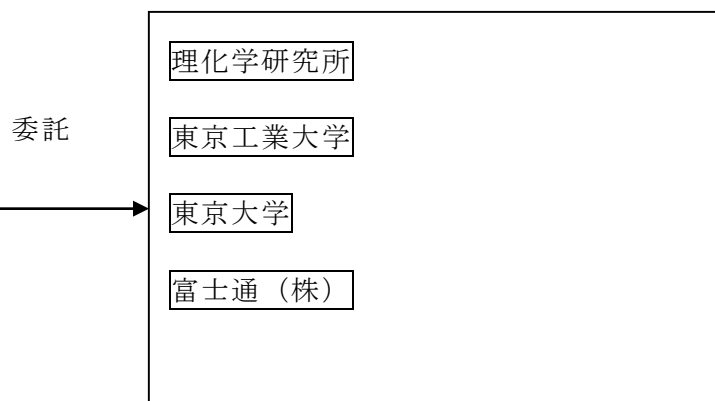 理化学研究所
委託
東京工業大学
東京大学
富士通（株）